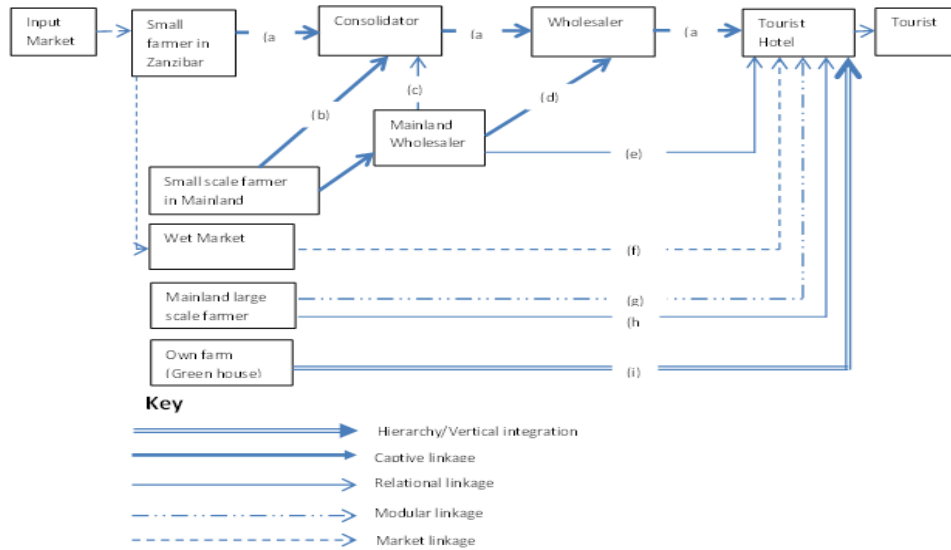 Input
Market
Small
farmer in
Zanzibar
(a
Consolidator
(a
Wholesaler
(a
Tourist
Hotel
Tourist
(b)
(c)
(d)
Mainland
Wholesaler
(e)
Small scale farmer
in Mainland
Wet Market
(f)
Mainland large
scale farmer
(g)
(h
Own farm
(Green house)
(i)
Key
Hierarchy/Vertical integration
Captive linkage
Relational linkage
Modular linkage
Market linkage